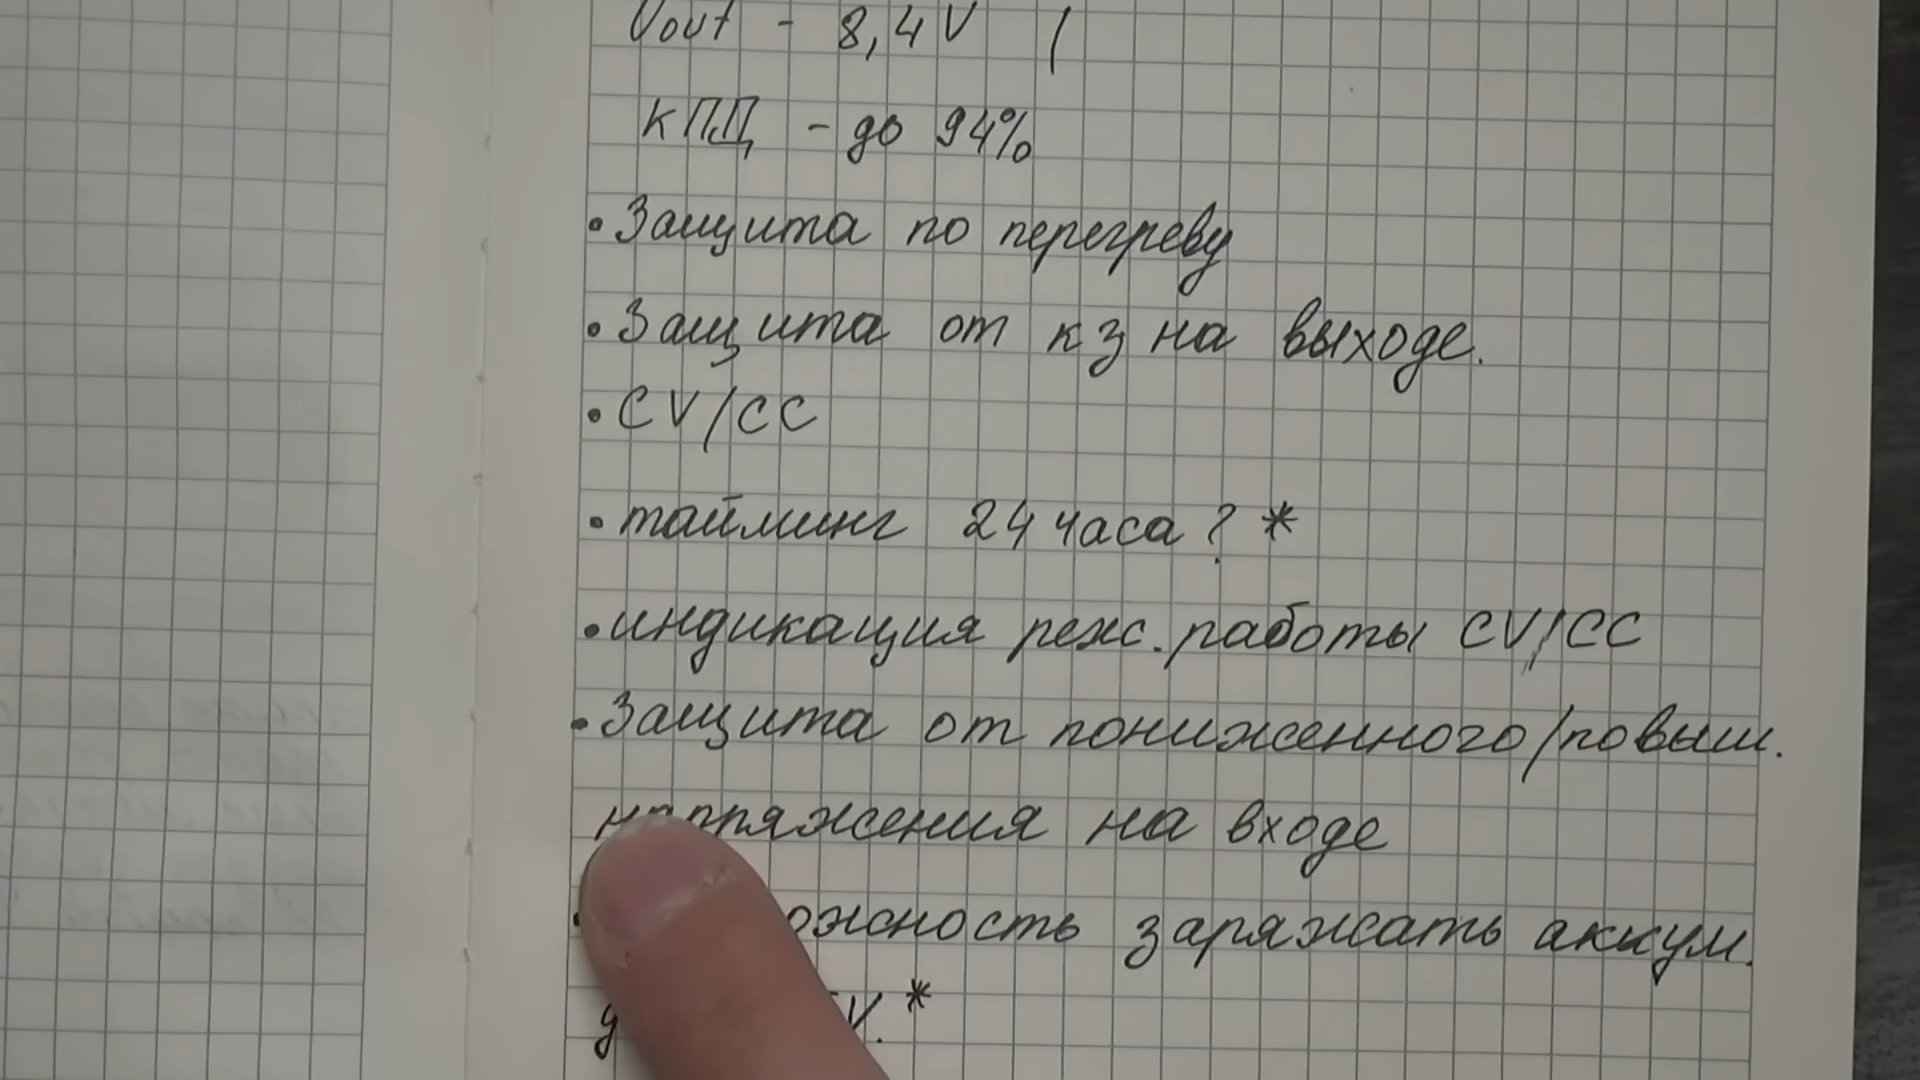 Vout - 8,4V (
КПД - до 94%
• Защита по перегреву
• Защита от кз на выходе.
• CV/CC
• тайминг 24 часа? *
• индикация реж. работы CV/CC
• Защита от пониженного/повыш.
напряжения на входе
заряжать аккум.
V. *